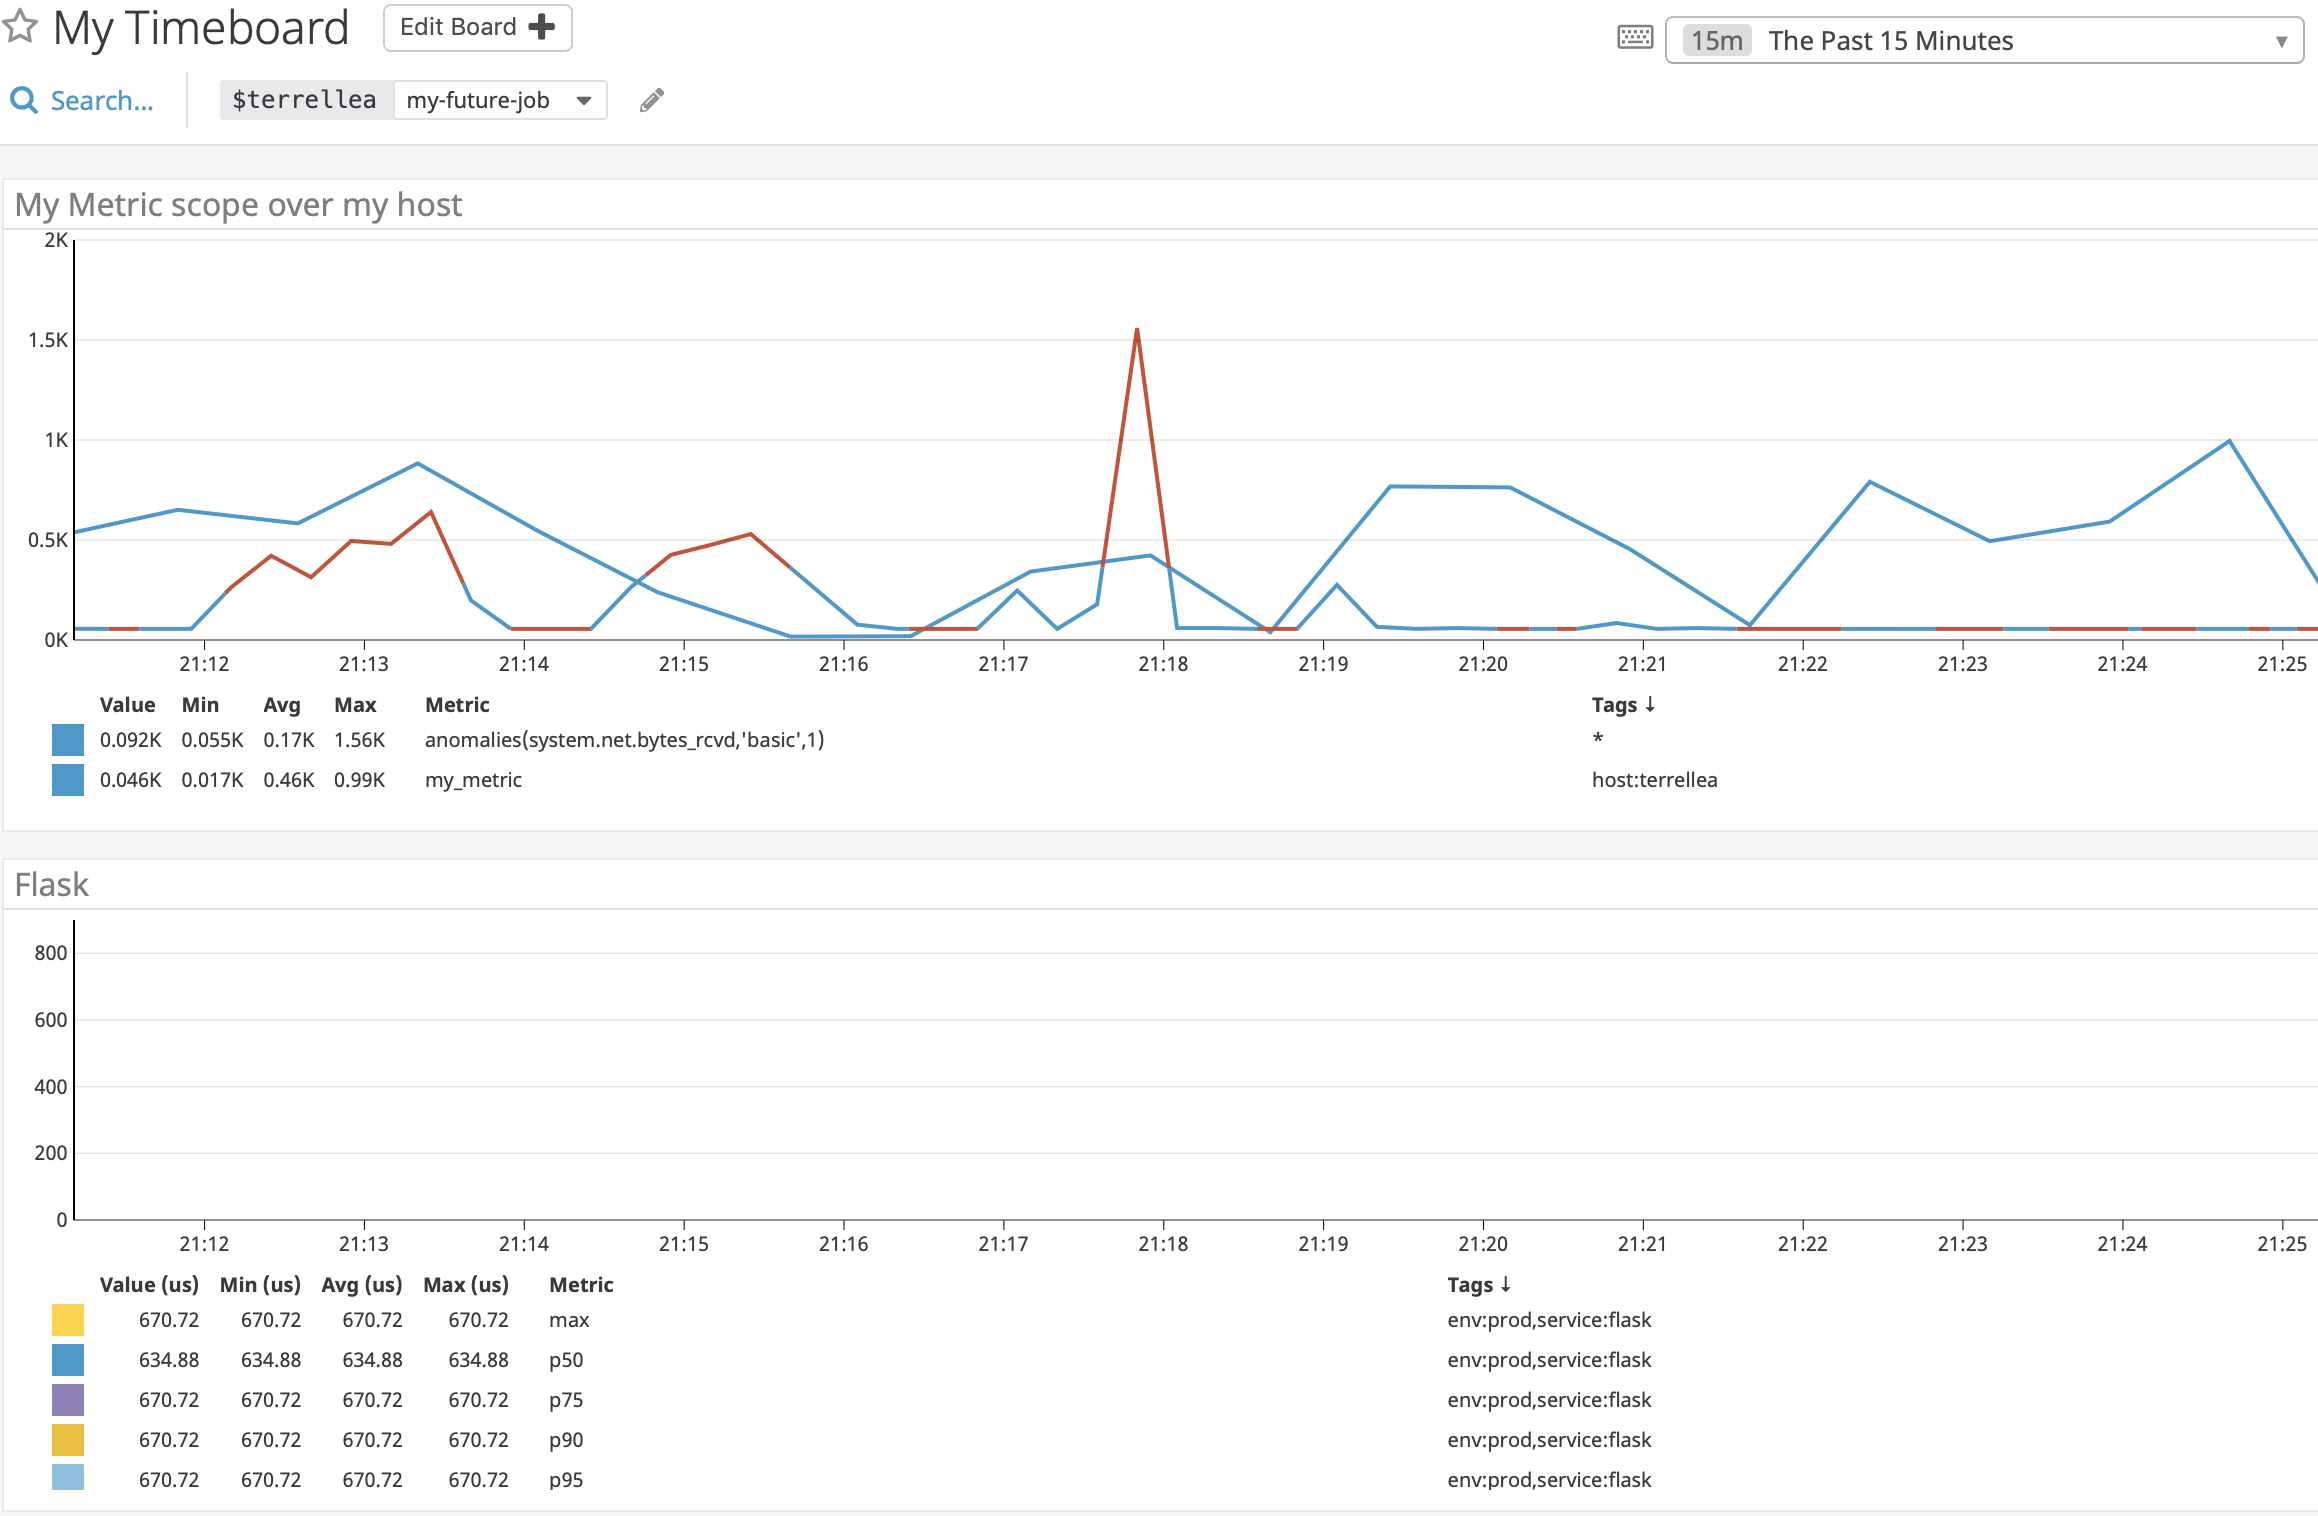 My Timeboard Edit Board
15m The Past 15 Minutes
Search... $terrellea my-future-job
My Metric scope over my host
2K
1.5K
1K
0.5K
0K
21:12 21:13 21:14 21:15 21:16 21:17 21:18 21:19 21:20 21:21 21:22 21:23 21:24 21:25
Value Min Avg Max Metric Tags ↓
0.092K 0.055K 0.17K 1.56K anomalies(system.net.bytes_rcvd,'basic',1) *
0.046K 0.017K 0.46K 0.99K my_metric host:terrellea
Flask
800
600
400
200
0
21:12 21:13 21:14 21:15 21:16 21:17 21:18 21:19 21:20 21:21 21:22 21:23 21:24 21:25
Value (us) Min (us) Avg (us) Max (us) Metric Tags ↓
670.72 670.72 670.72 670.72 max env:prod,service:flask
634.88 634.88 634.88 634.88 p50 env:prod,service:flask
670.72 670.72 670.72 670.72 p75 env:prod,service:flask
670.72 670.72 670.72 670.72 p90 env:prod,service:flask
670.72 670.72 670.72 670.72 p95 env:prod,service:flask